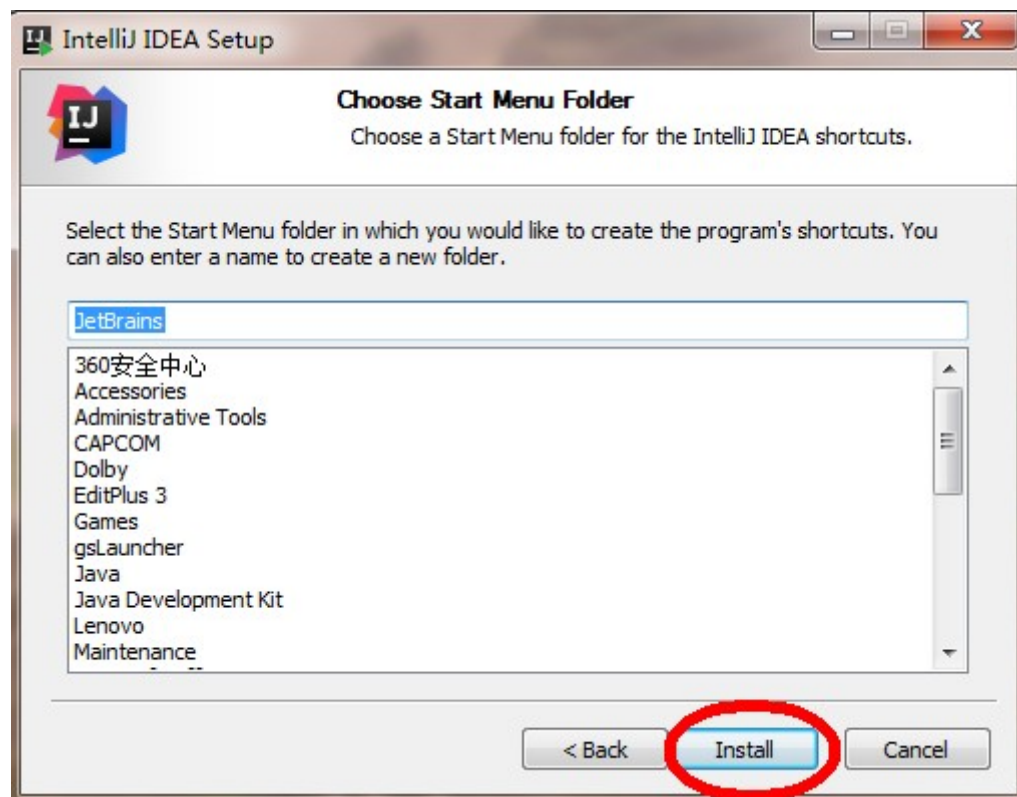 IntelliJ IDEA Setup
IJ
Choose Start Menu Folder
Choose a Start Menu folder for the IntelliJ IDEA shortcuts.
Select the Start Menu folder in which you would like to create the program's shortcuts. You
can also enter a name to create a new folder.
JetBrains
360安全中心
Accessories
Administrative Tools
CAPCOM
Dolby
EditPlus 3
Games
gsLauncher
Java
Java Development Kit
Lenovo
Maintenance
< Back
Install
Cancel